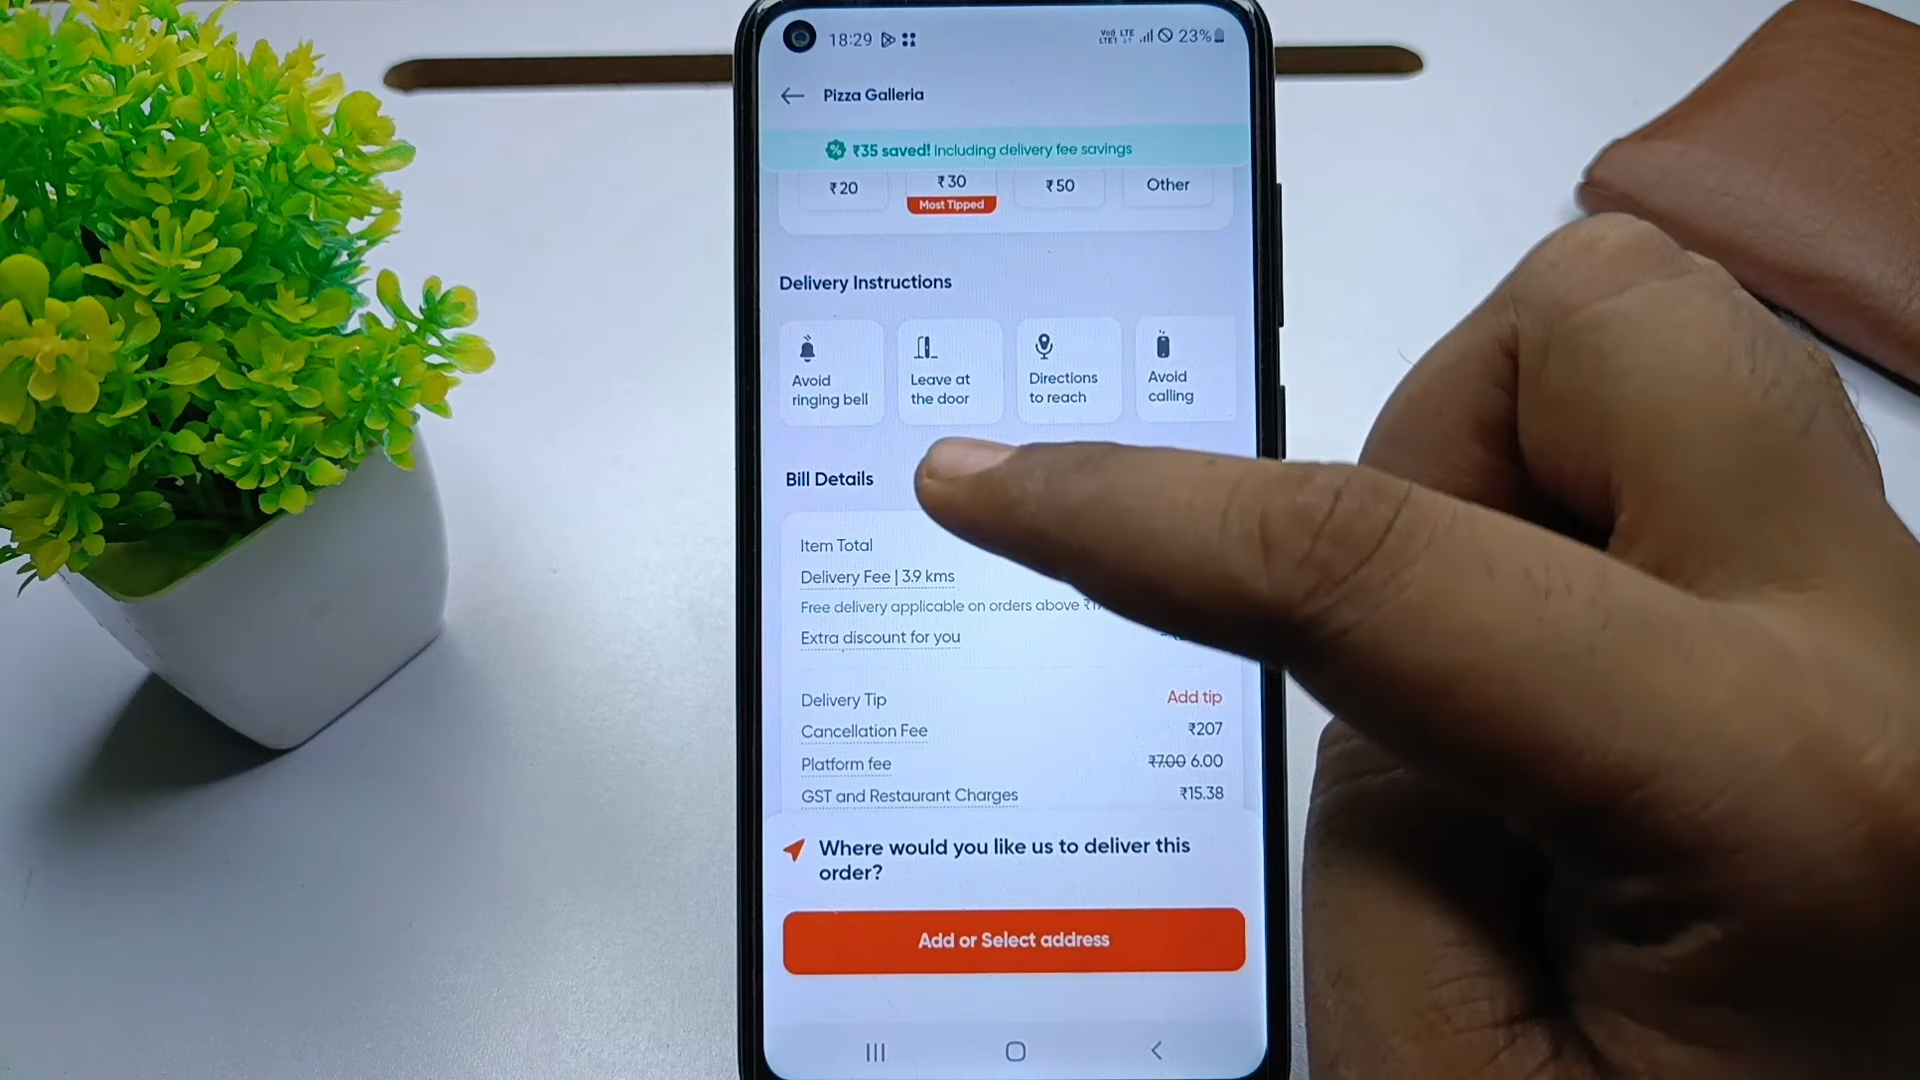 18:29
Vo)) LTE
LTE1
23%
Pizza Galleria
₹35 saved! Including delivery fee savings
₹20
₹30
₹50
Other
Most Tipped
Delivery Instructions
Avoid
ringing bell
Leave at
the door
Directions
to reach
Avoid
calling
Bill Details
Item Total
Delivery Fee | 3.9 kms
Free delivery applicable on orders above
Extra discount for you
Delivery Tip Add tip
Cancellation Fee ₹207
Platform fee ₹7.00 6.00
GST and Restaurant Charges ₹15.38
Where would you like us to deliver this
order?
Add or Select address